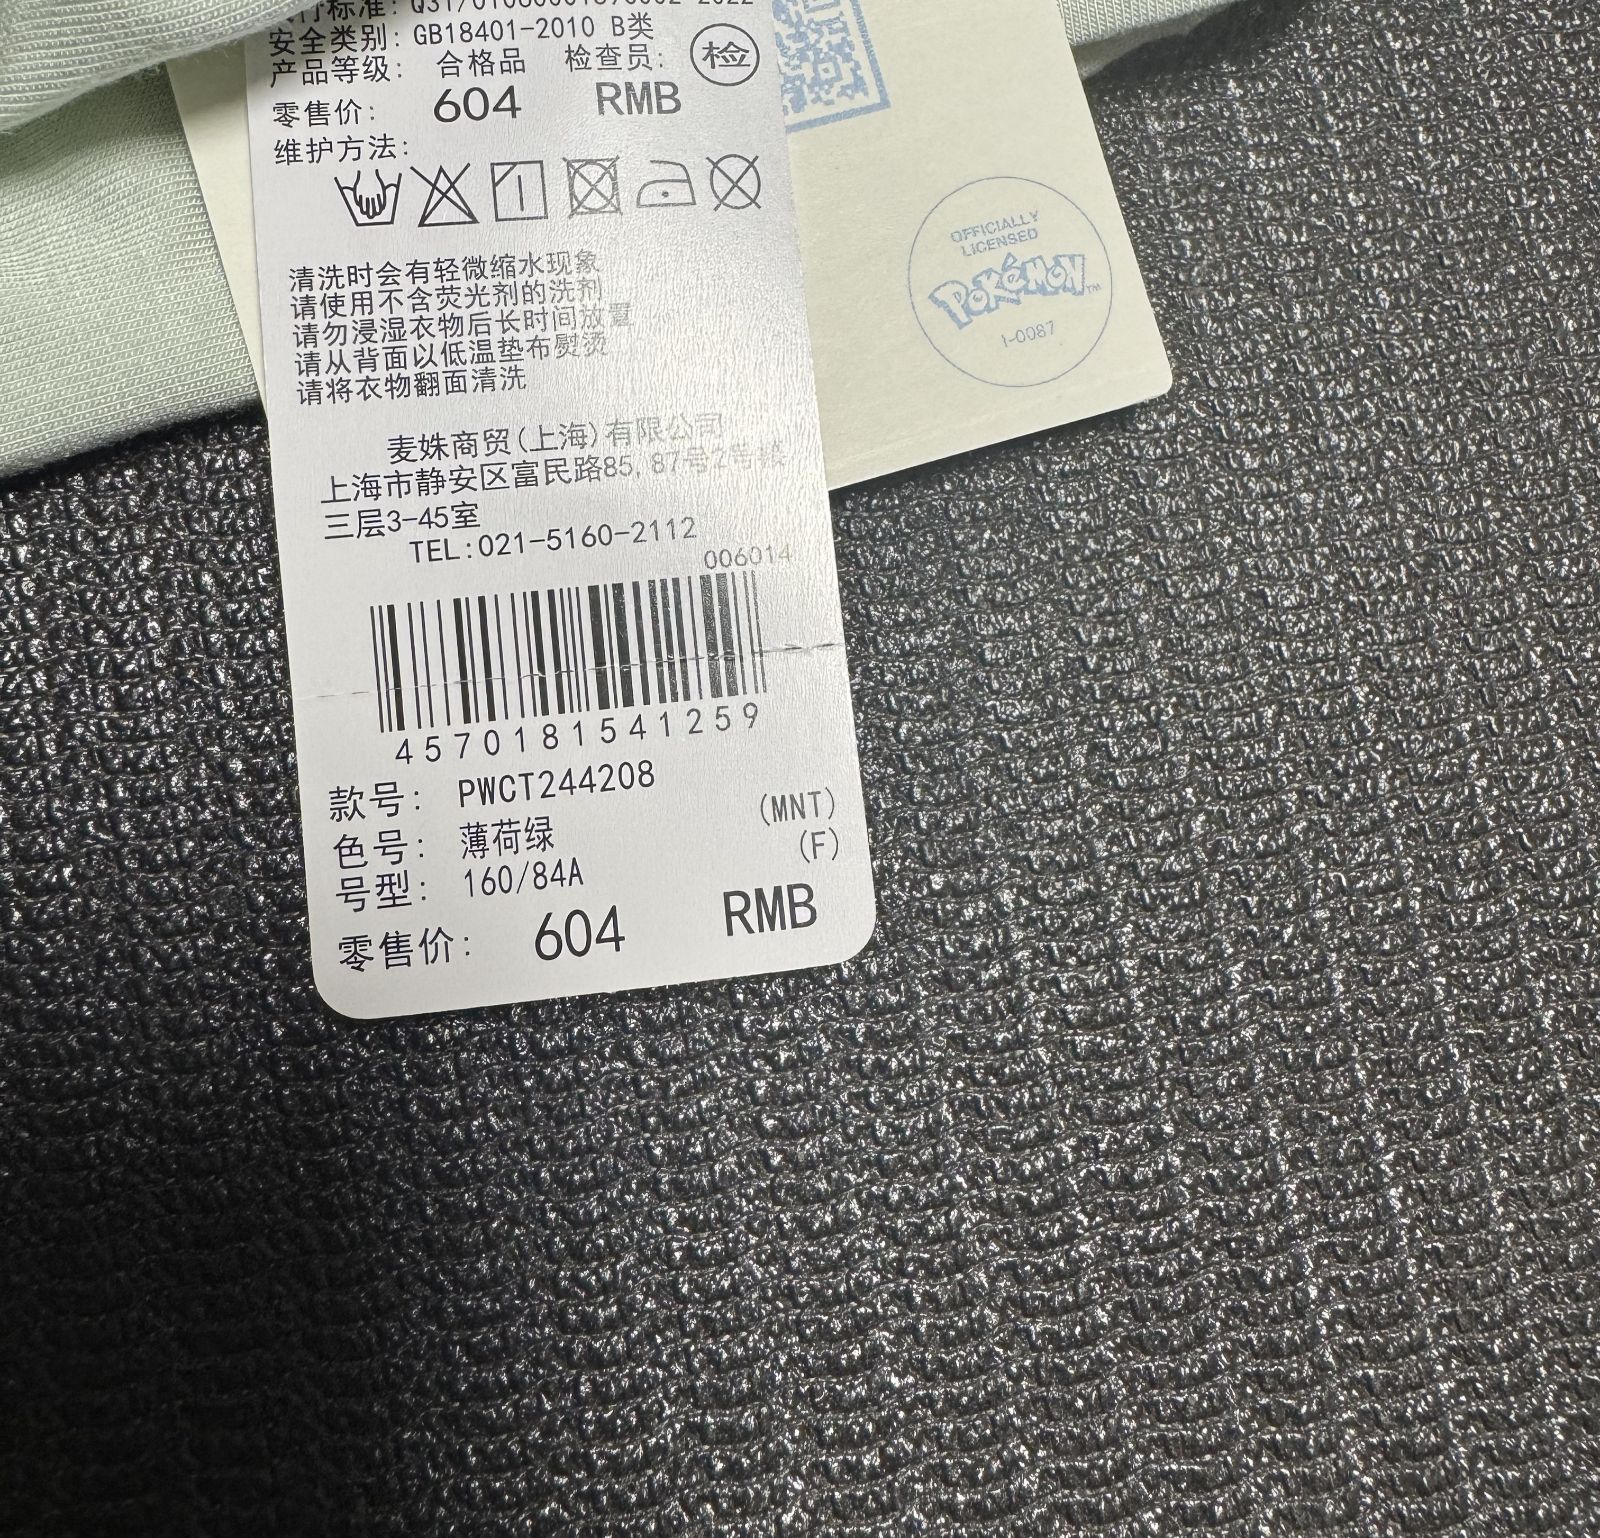 安全类别: GB18401-2010 B类
产品等级: 合格品 检查员: 检
零售价: 604 RMB
维护方法:
清洗时会有轻微缩水现象
请使用不含荧光剂的洗剂
请勿浸湿衣物后长时间放置
请从背面以低温垫布熨烫
请将衣物翻面清洗
麦姝商贸(上海)有限公司
上海市静安区富民路85, 87号2号楼
三层3-45室
TEL:021-5160-2112
006014
4570181541259
款号: PWCT244208
色号: 薄荷绿 (MNT)
号型: 160/84A (F)
零售价: 604 RMB
OFFICIALLY
LICENSED
POKéMON™
1-0087